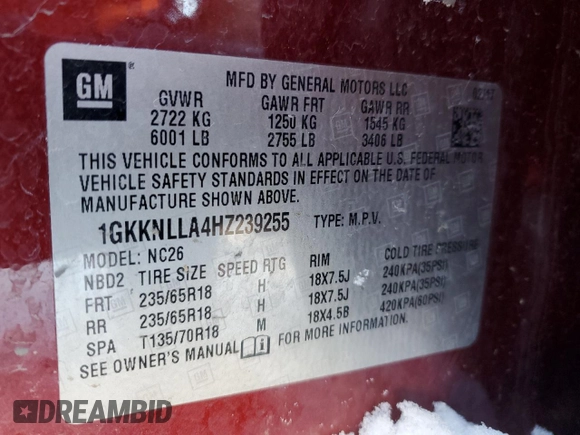 GM ®
MFD BY GENERAL MOTORS LLC 02/17
GVWR GAWR FRT GAWR RR
2722 KG 1250 KG 1545 KG
6001 LB 2755 LB 3406 LB
THIS VEHICLE CONFORMS TO ALL APPLICABLE U.S. FEDERAL MOTOR
VEHICLE SAFETY STANDARDS IN EFFECT ON THE DATE OF
MANUFACTURE SHOWN ABOVE.
1GKKNLLA4HZ239255 TYPE: M.P.V.
MODEL: NC26
NBD2 TIRE SIZE SPEED RTG RIM COLD TIRE PRESSURE
FRT 235/65R18 H 18X7.5J 240KPA(35PSI)
RR 235/65R18 H 18X7.5J 240KPA(35PSI)
SPA T135/70R18 M 18X4.5B 420KPA(60PSI)
SEE OWNER'S MANUAL i FOR MORE INFORMATION.
DREAMBID